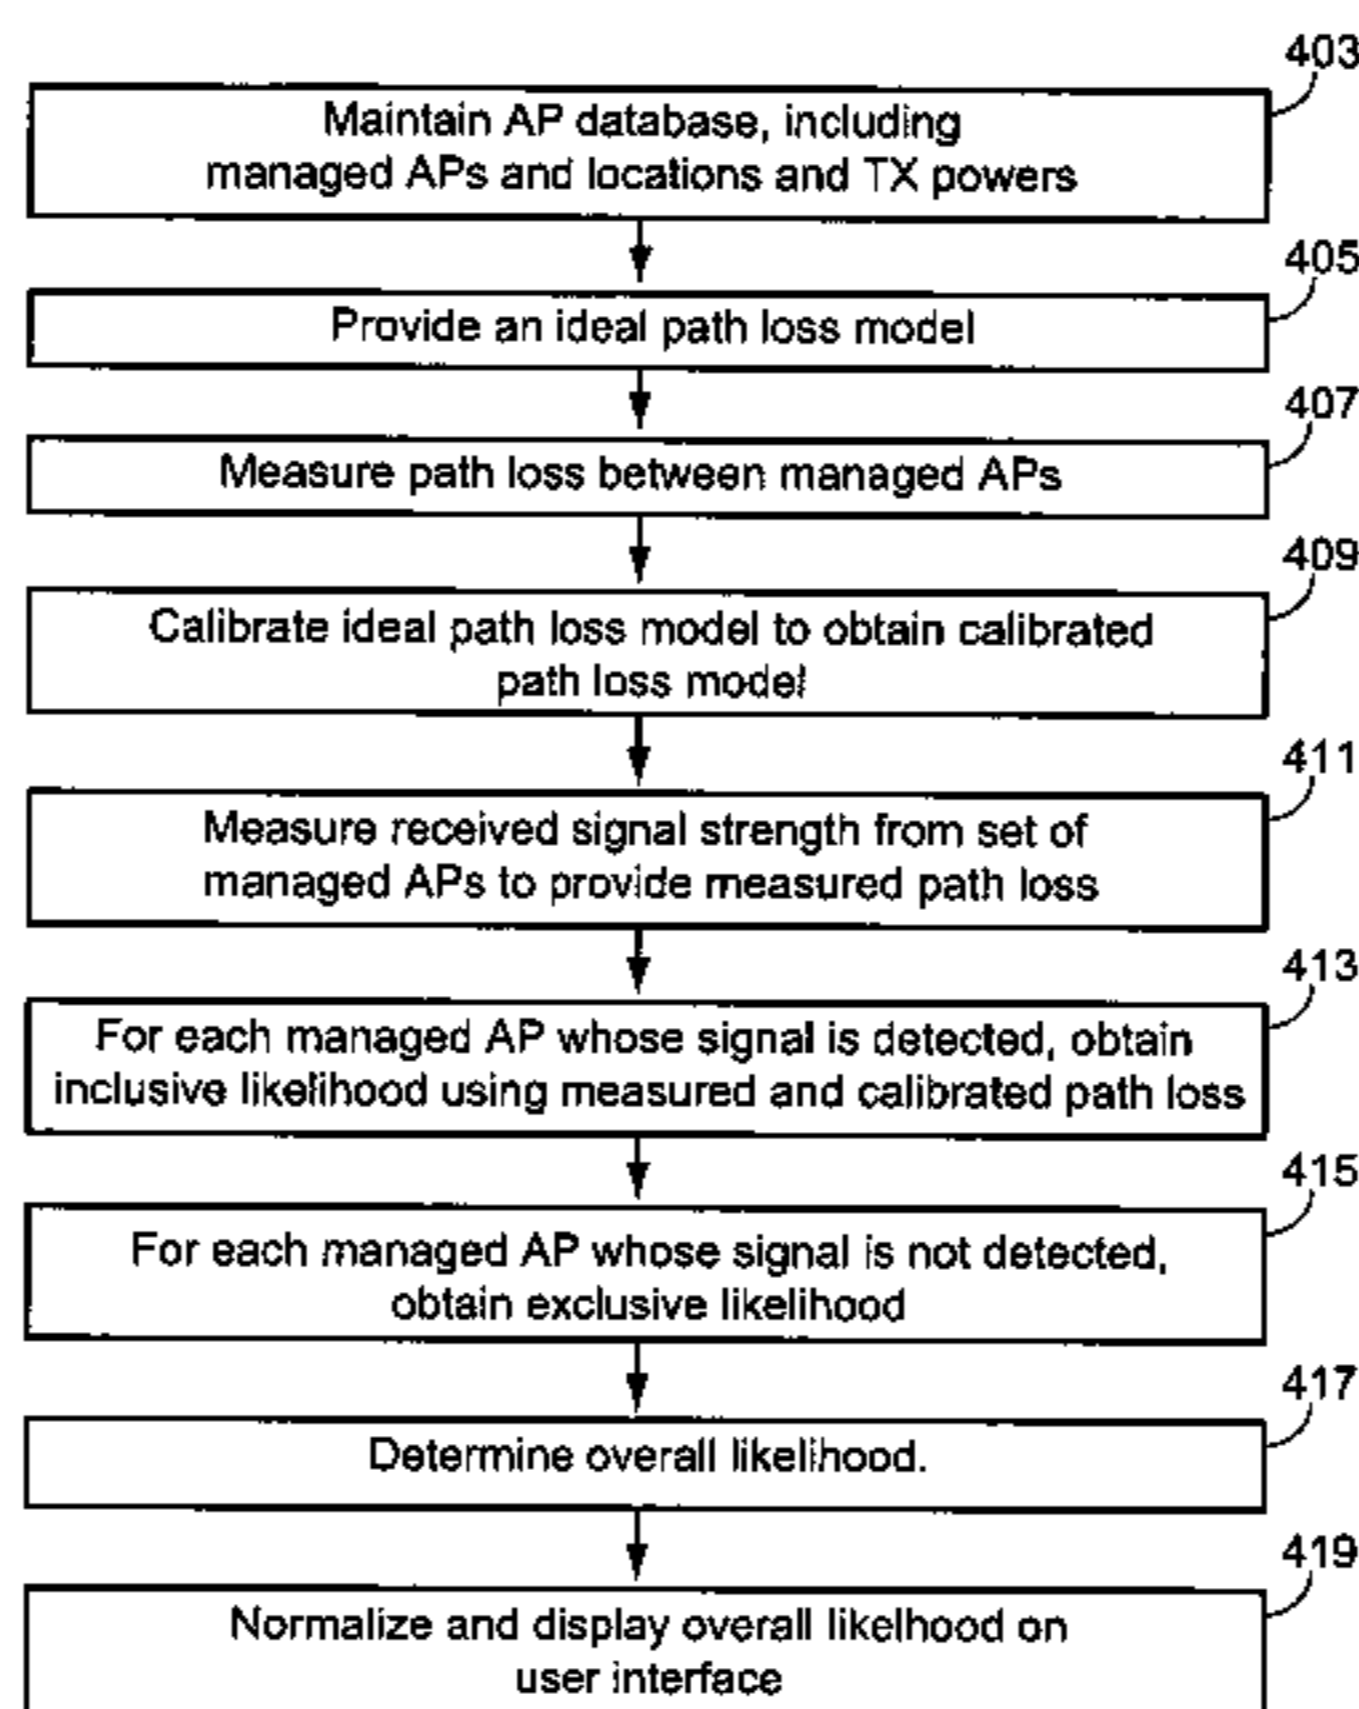 403
Maintain AP database, including
managed APs and locations and TX powers
405
Provide an ideal path loss model
407
Measure path loss between managed APs
409
Calibrate ideal path loss model to obtain calibrated
path loss model
411
Measure received signal strength from set of
managed APs to provide measured path loss
413
For each managed AP whose signal is detected, obtain
inclusive likelihood using measured and calibrated path loss
415
For each managed AP whose signal is not detected,
obtain exclusive likelihood
417
Determine overall likelihood.
419
Normalize and display overall likelhood on
user interface